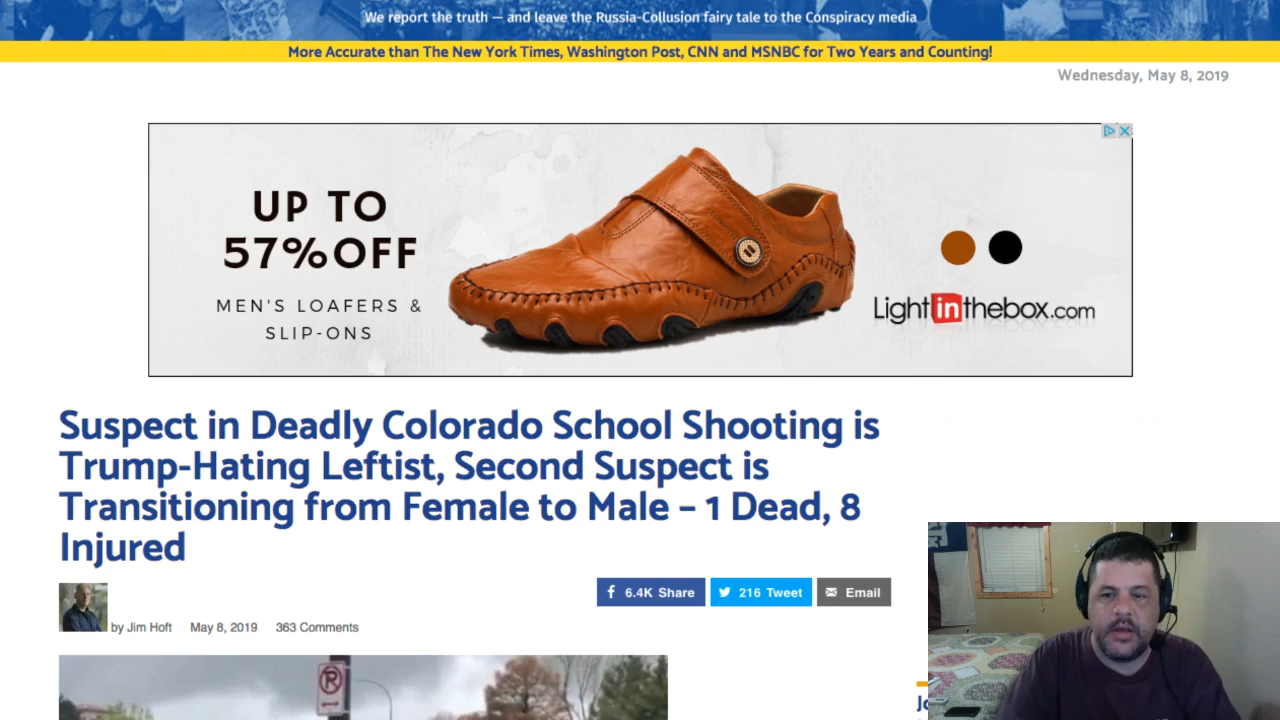 We report the truth — and leave the Russia-Collusion fairy tale to the Conspiracy media
More Accurate than The New York Times, Washington Post, CNN and MSNBC for Two Years and Counting!
Wednesday, May 8, 2019
UP TO
57%OFF
MEN'S LOAFERS &
SLIP-ONS
Lightinthebox.com
Suspect in Deadly Colorado School Shooting is
Trump-Hating Leftist, Second Suspect is
Transitioning from Female to Male – 1 Dead, 8
Injured
6.4K Share
216 Tweet
Email
by Jim Hoft May 8, 2019 363 Comments